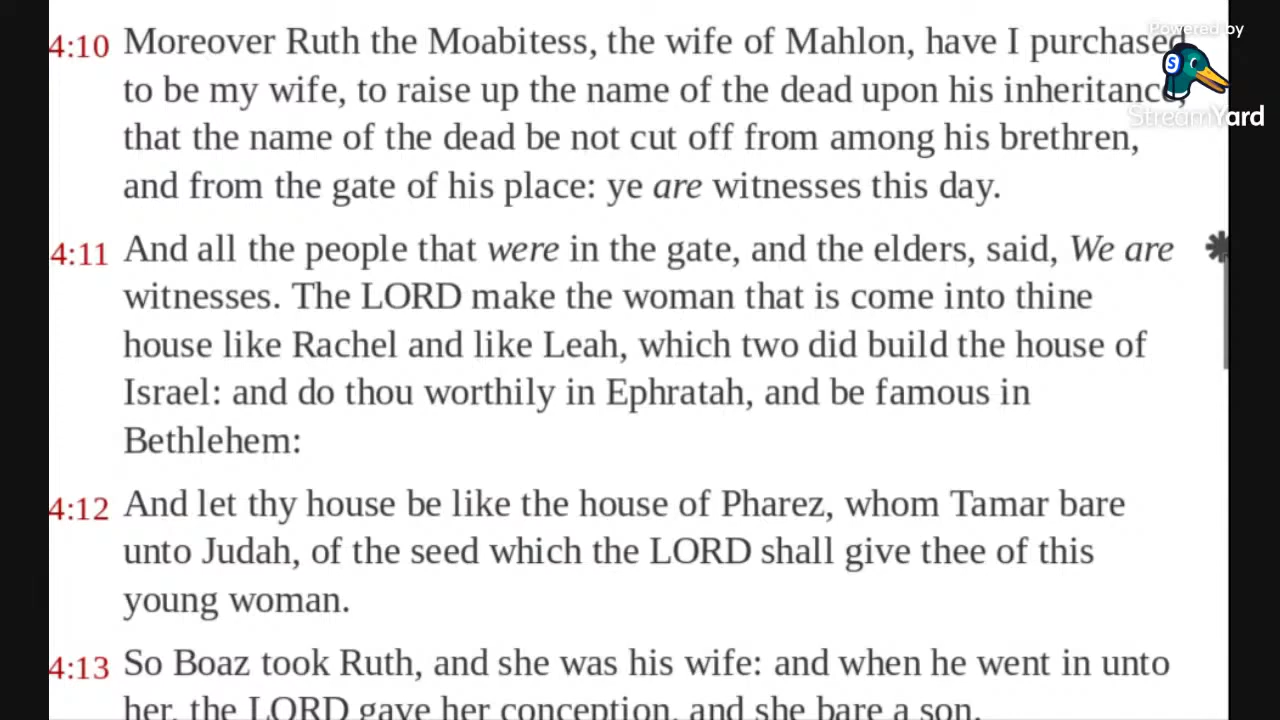 Powered by
StreamYard
4:10 Moreover Ruth the Moabitess, the wife of Mahlon, have I purchased
to be my wife, to raise up the name of the dead upon his inheritance,
that the name of the dead be not cut off from among his brethren,
and from the gate of his place: ye are witnesses this day.
4:11 And all the people that were in the gate, and the elders, said, We are
witnesses. The LORD make the woman that is come into thine
house like Rachel and like Leah, which two did build the house of
Israel: and do thou worthily in Ephratah, and be famous in
Bethlehem:
4:12 And let thy house be like the house of Pharez, whom Tamar bare
unto Judah, of the seed which the LORD shall give thee of this
young woman.
4:13 So Boaz took Ruth, and she was his wife: and when he went in unto
her, the LORD gave her conception, and she bare a son.